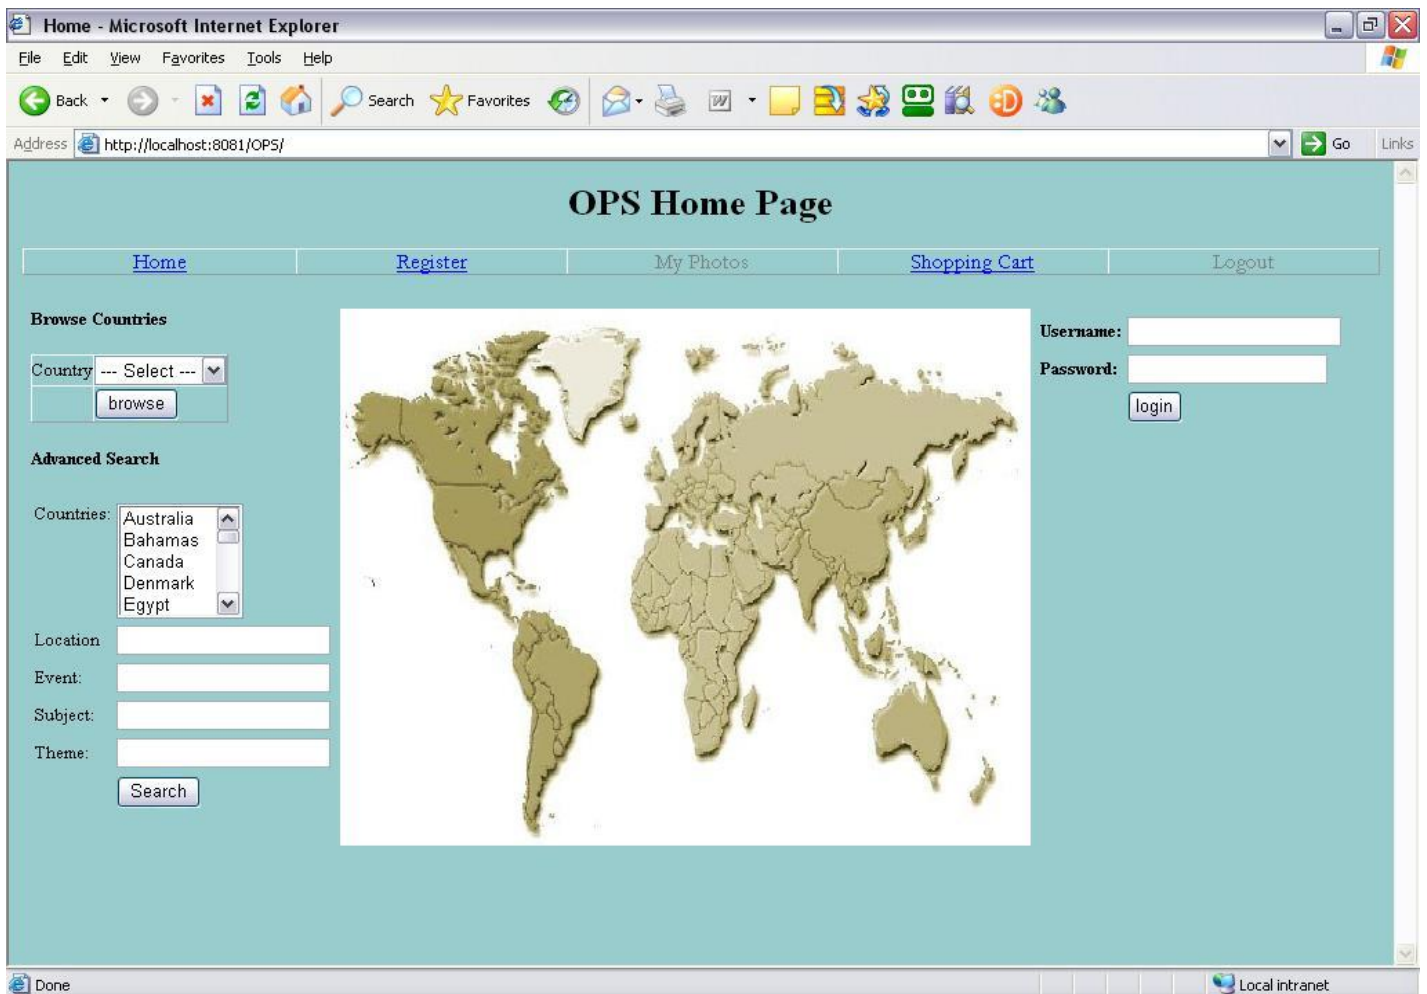 Home - Microsoft Internet Explorer
File Edit View Favorites Tools Help
Back Search Favorites
Address http://localhost:8081/OPS/ Go Links
OPS Home Page
Home Register My Photos Shopping Cart Logout
Browse Countries
Country --- Select ---
browse
Advanced Search
Countries: Australia
Bahamas
Canada
Denmark
Egypt
Location
Event:
Subject:
Theme:
Search
Username:
Password:
login
Done Local intranet